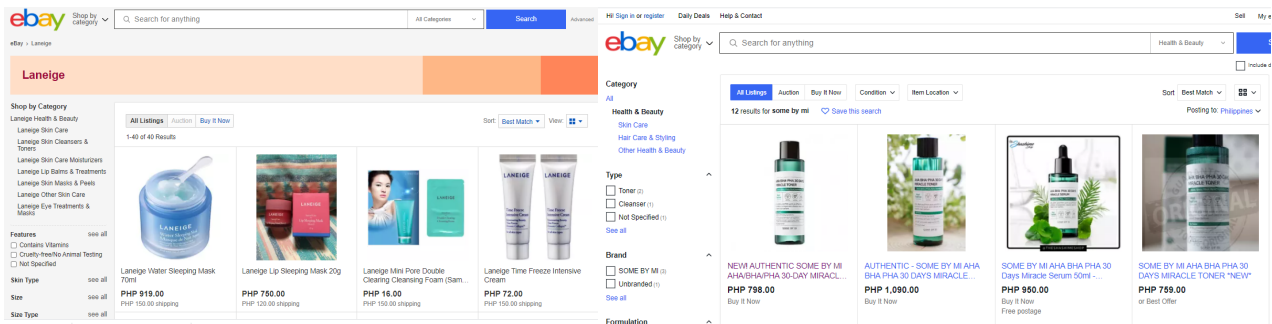 ebay
Shop by category
Search for anything
All Categories
Search
Advanced
eBay > Laneige
Laneige
Shop by Category
Laneige Health & Beauty
Laneige Skin Care
Laneige Skin Cleansers & Toners
Laneige Skin Care Moisturizers
Laneige Lip Balms & Treatments
Laneige Skin Masks & Peels
Laneige Other Skin Care
Laneige Eye Treatments & Masks
Features see all
Contains Vitamins
Cruelty-free/No Animal Testing
Not Specified
Skin Type see all
Size see all
Size Type see all
All Listings Auction Buy It Now
Sort: Best Match View:
1-40 of 40 Results
LANEIGE
LANEIGE
LANEIGE
LANEIGE LANEIGE
Laneige Water Sleeping Mask 70ml
PHP 919.00
PHP 150.00 shipping
Laneige Lip Sleeping Mask 20g
PHP 750.00
PHP 120.00 shipping
Laneige Mini Pore Double Clearing Cleansing Foam (Sam...
PHP 16.00
PHP 150.00 shipping
Laneige Time Freeze Intensive Cream
PHP 72.00
PHP 150.00 shipping
Hi! Sign in or register Daily Deals Help & Contact
Sell My e
ebay
Shop by category
Search for anything
Health & Beauty
S
Include d
Category
All
Health & Beauty
Skin Care
Hair Care & Styling
Other Health & Beauty
Type
Toner (2)
Cleanser (1)
Not Specified (1)
See all
Brand
SOME BY MI (3)
Unbranded (1)
See all
Formulation
All Listings Auction Buy It Now Condition Item Location
Sort Best Match
12 results for some by mi Save this search
Posting to: Philippines
NEW! AUTHENTIC SOME BY MI AHA/BHA/PHA 30-DAY MIRACL...
PHP 798.00
Buy It Now
AUTHENTIC - SOME BY MI AHA BHA PHA 30 DAYS MIRACLE...
PHP 1,090.00
Buy It Now
SOME BY MI AHA BHA PHA 30 Days Miracle Serum 50ml -...
PHP 950.00
Buy It Now
Free postage
SOME BY MI AHA BHA PHA 30 DAYS MIRACLE TONER *NEW*
PHP 759.00
or Best Offer